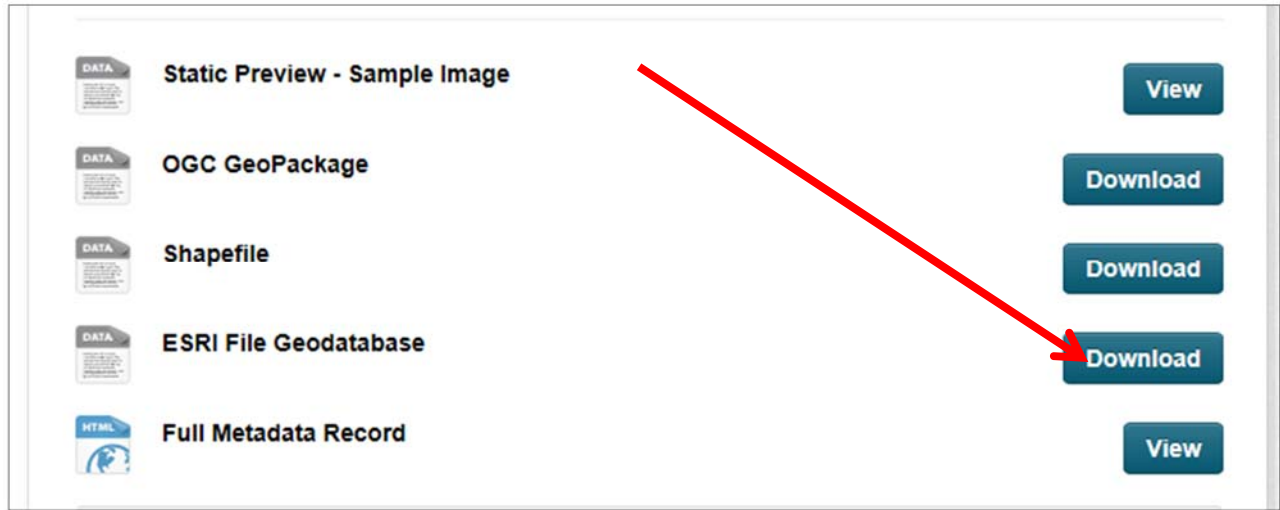 DATA
Static Preview - Sample Image
View
DATA
OGC GeoPackage
Download
DATA
Shapefile
Download
DATA
ESRI File Geodatabase
Download
HTML
Full Metadata Record
View